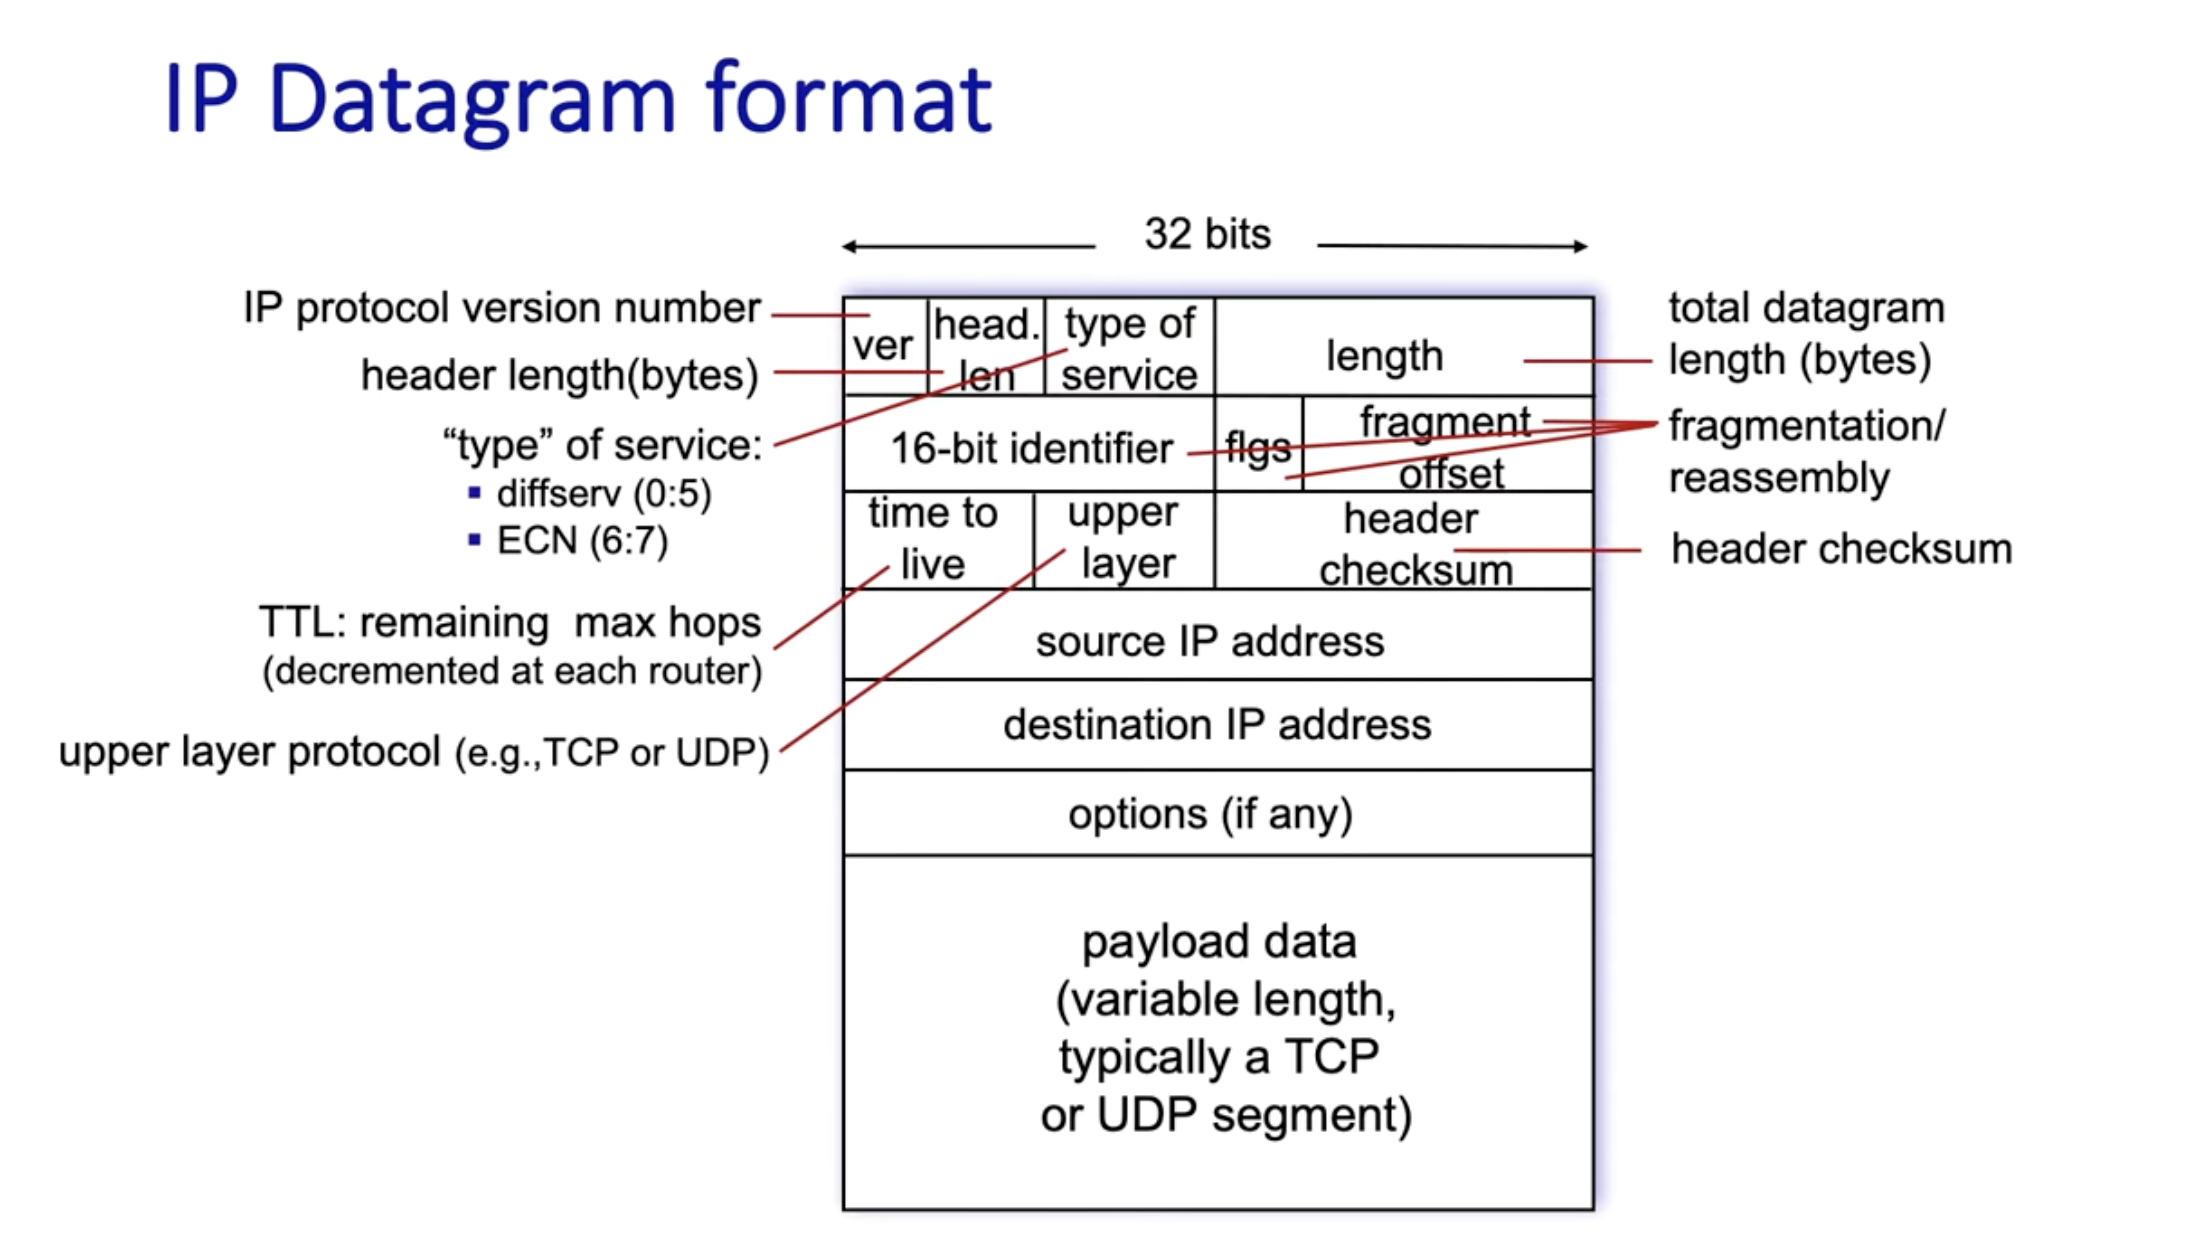 IP Datagram format
32 bits
IP protocol version number
header length(bytes)
“type” of service:
▪ diffserv (0:5)
▪ ECN (6:7)
TTL: remaining  max hops
(decremented at each router)
upper layer protocol (e.g.,TCP or UDP)
ver
head.
len
type of
service
length
16-bit identifier
flgs
fragment
offset
time to
live
upper
layer
header
checksum
source IP address
destination IP address
options (if any)
payload data
(variable length,
typically a TCP
or UDP segment)
total datagram
length (bytes)
fragmentation/
reassembly
header checksum